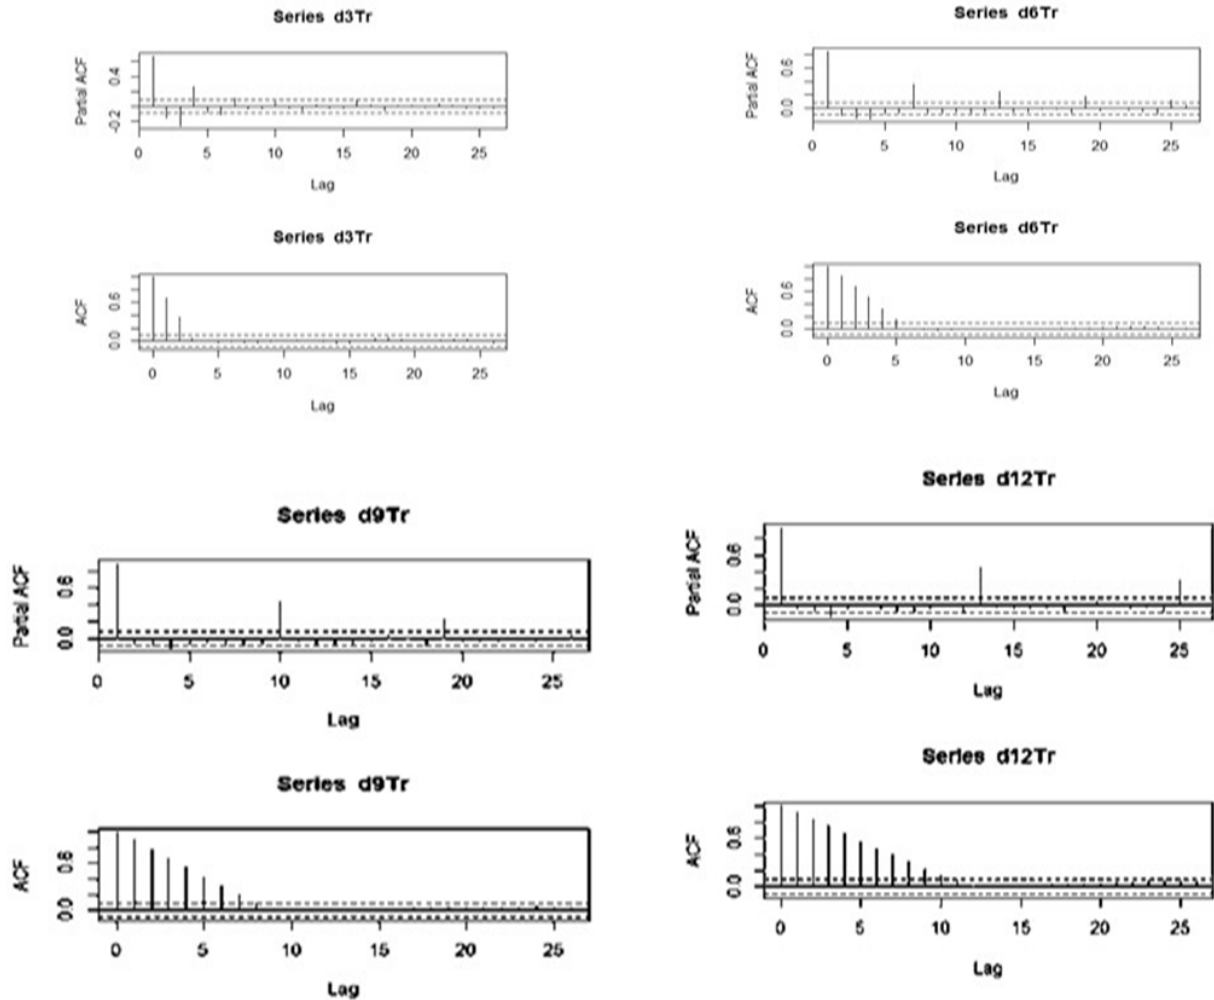 Series d3Tr
Partial ACF
-0.2 0.4
0 5 10 15 20 25
Lag
Series d3Tr
ACF
0.0 0.6
0 5 10 15 20 25
Lag
Series d6Tr
Partial ACF
0.0 0.6
0 5 10 15 20 25
Lag
Series d6Tr
ACF
0.0 0.6
0 5 10 15 20 25
Lag
Series d9Tr
Partial ACF
0.0 0.6
0 5 10 15 20 25
Lag
Series d9Tr
ACF
0.0 0.6
0 5 10 15 20 25
Lag
Series d12Tr
Partial ACF
0.0 0.6
0 5 10 15 20 25
Lag
Series d12Tr
ACF
0.0 0.6
0 5 10 15 20 25
Lag